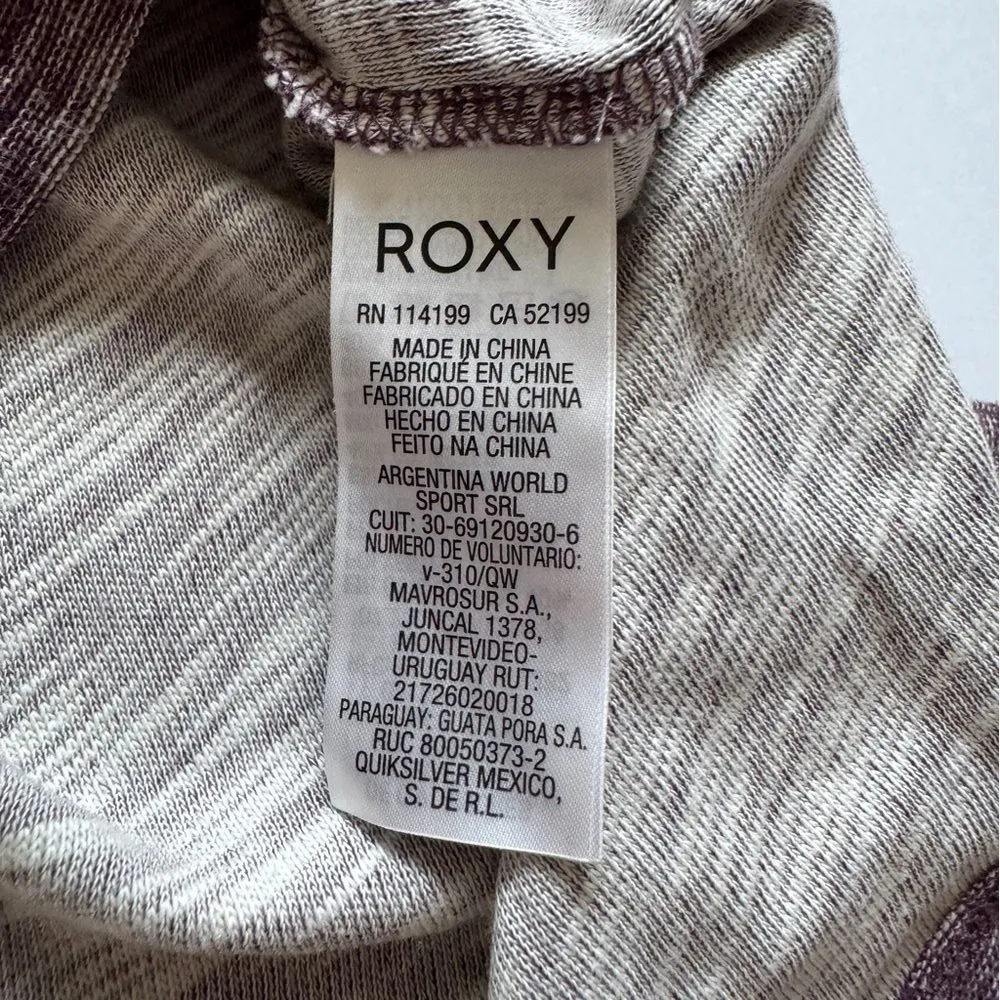 ROXY
RN 114199 CA 52199
MADE IN CHINA
FABRIQUÉ EN CHINE
FABRICADO EN CHINA
HECHO EN CHINA
FEITO NA CHINA
ARGENTINA WORLD
SPORT SRL
CUIT: 30-69120930-6
NUMERO DE VOLUNTARIO:
v-310/QW
MAVROSUR S.A.,
JUNCAL 1378,
MONTEVIDEO-
URUGUAY RUT:
21726020018
PARAGUAY: GUATA PORA S.A.
RUC 80050373-2
QUIKSILVER MEXICO,
S. DE R.L.